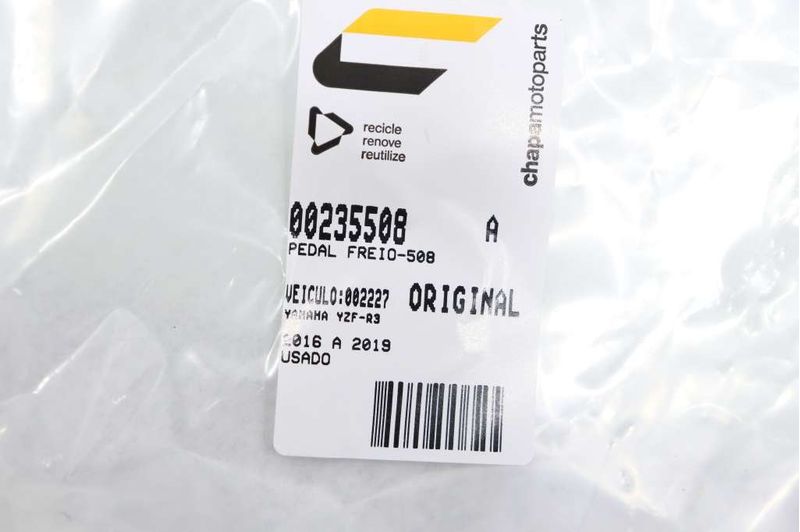 chapamotoparts
recicle
renove
reutilize
00235508 A
PEDAL FREIO-508
VEICULO:002227 ORIGINAL
YAMAHA YZF-R3
2016 A 2019
USADO